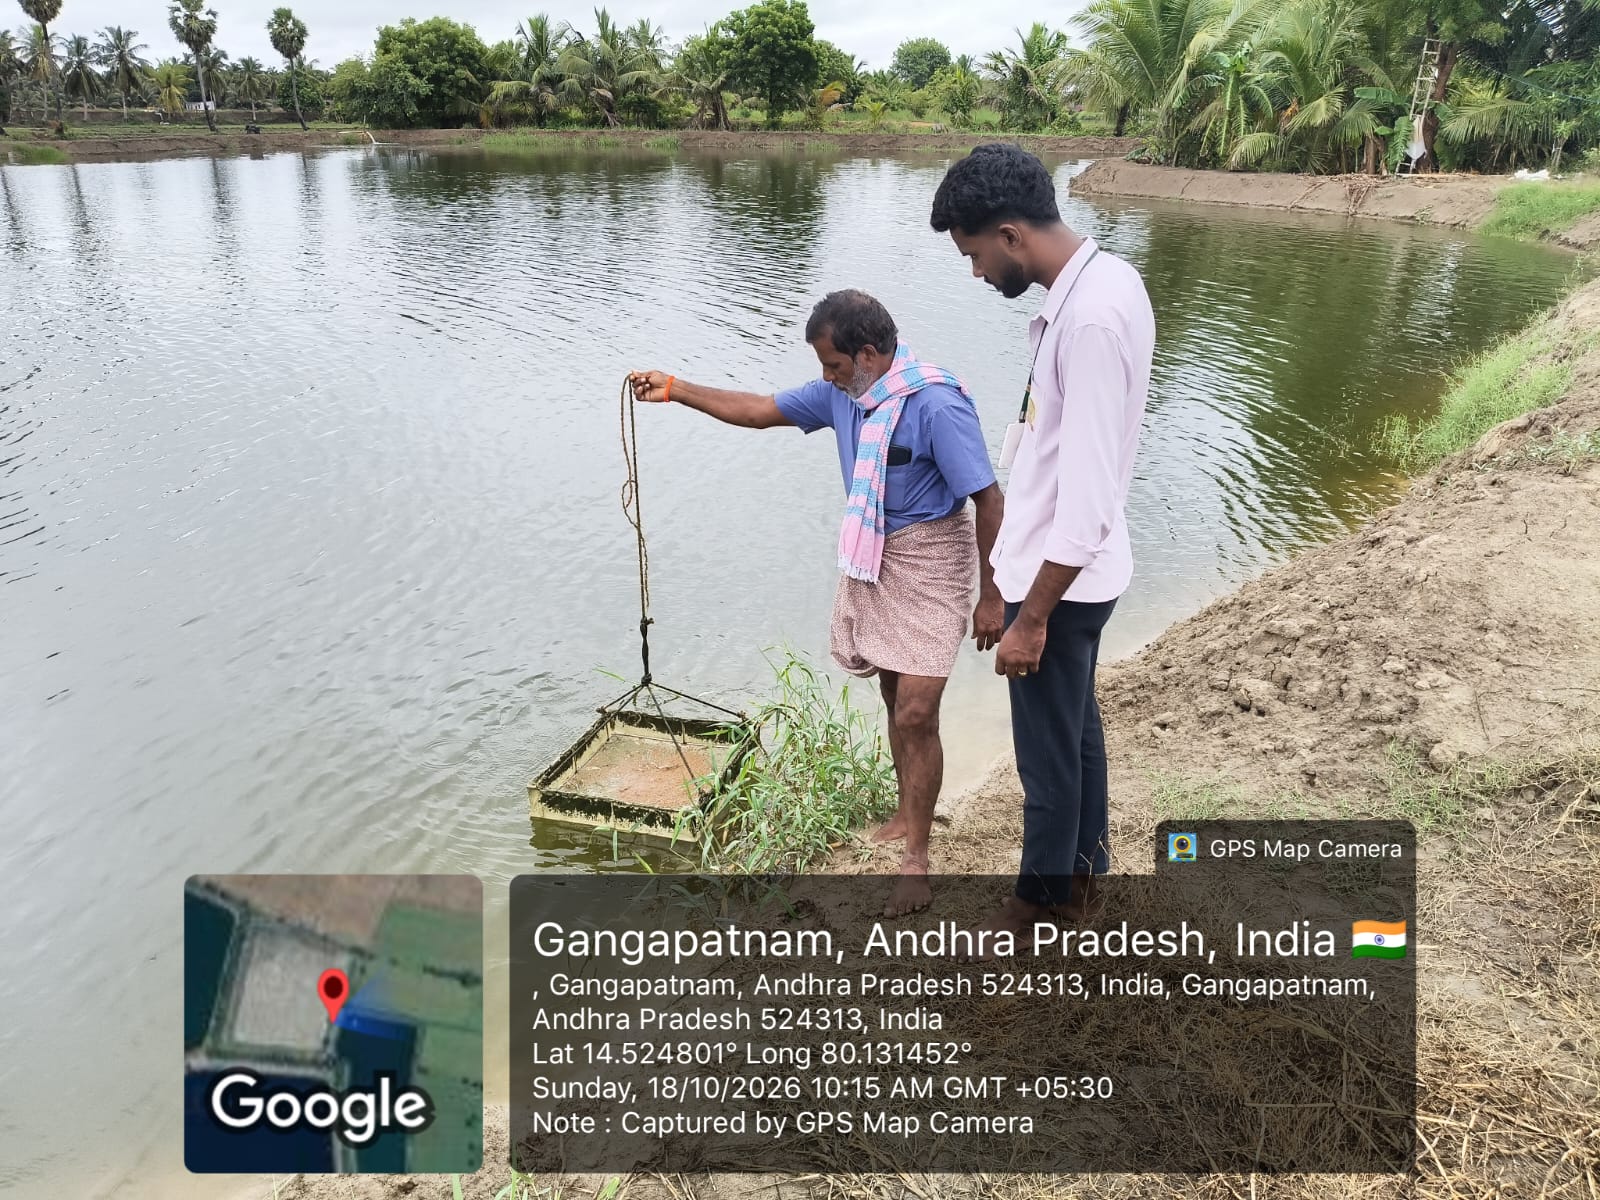 GPS Map Camera
Gangapatnam, Andhra Pradesh, India
, Gangapatnam, Andhra Pradesh 524313, India, Gangapatnam,
Andhra Pradesh 524313, India
Lat 14.524801° Long 80.131452°
Sunday, 18/10/2026 10:15 AM GMT +05:30
Note : Captured by GPS Map Camera
Google